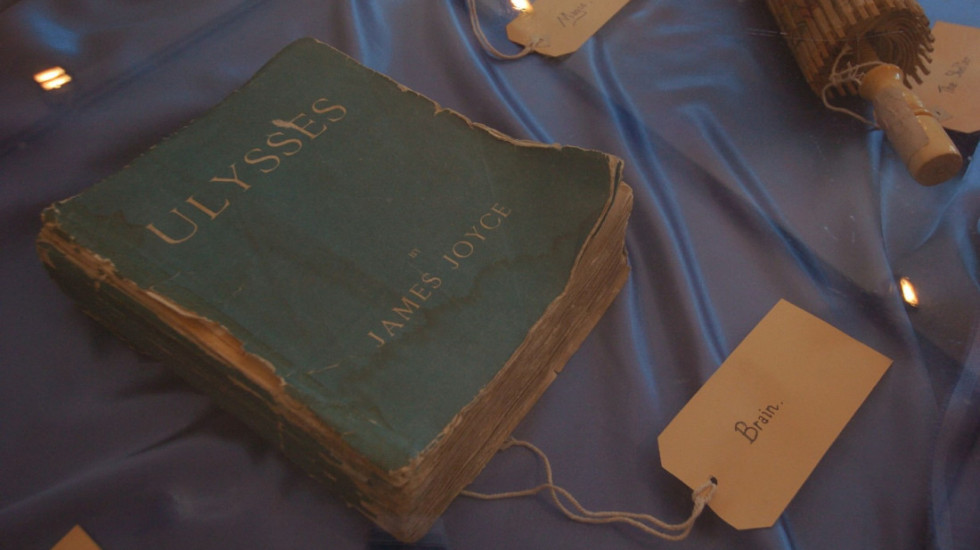 ULYSSES
BY
JAMES JOYCE
Brain.